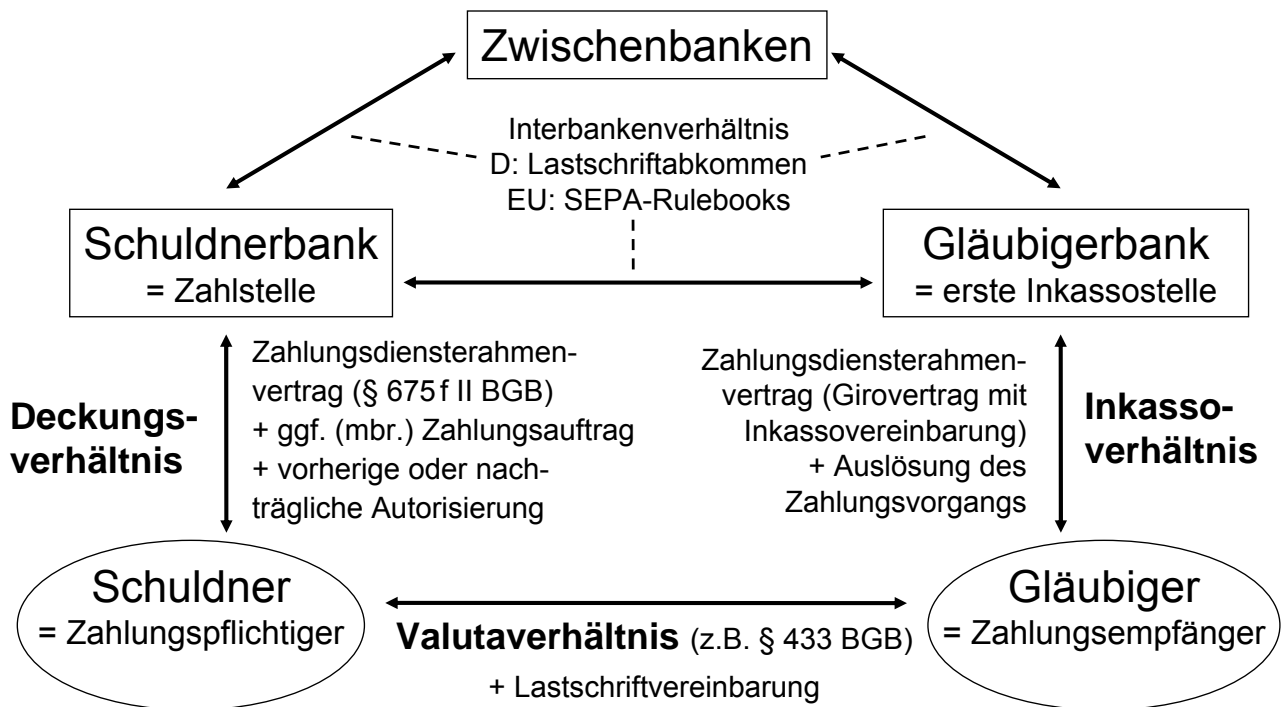 Zwischenbanken
Interbankenverhältnis
D: Lastschriftabkommen
EU: SEPA-Rulebooks
Schuldnerbank
= Zahlstelle
Gläubigerbank
= erste Inkassostelle
Deckungs-
verhältnis
Zahlungsdiensterahmen-
vertrag (§ 675f II BGB)
+ ggf. (mbr.) Zahlungsauftrag
+ vorherige oder nach-
trägliche Autorisierung
Zahlungsdiensterahmen-
vertrag (Girovertrag mit
Inkassovereinbarung)
+ Auslösung des
Zahlungsvorgangs
Inkasso-
verhältnis
Schuldner
= Zahlungspflichtiger
Gläubiger
= Zahlungsempfänger
Valutaverhältnis (z.B. § 433 BGB)
+ Lastschriftvereinbarung